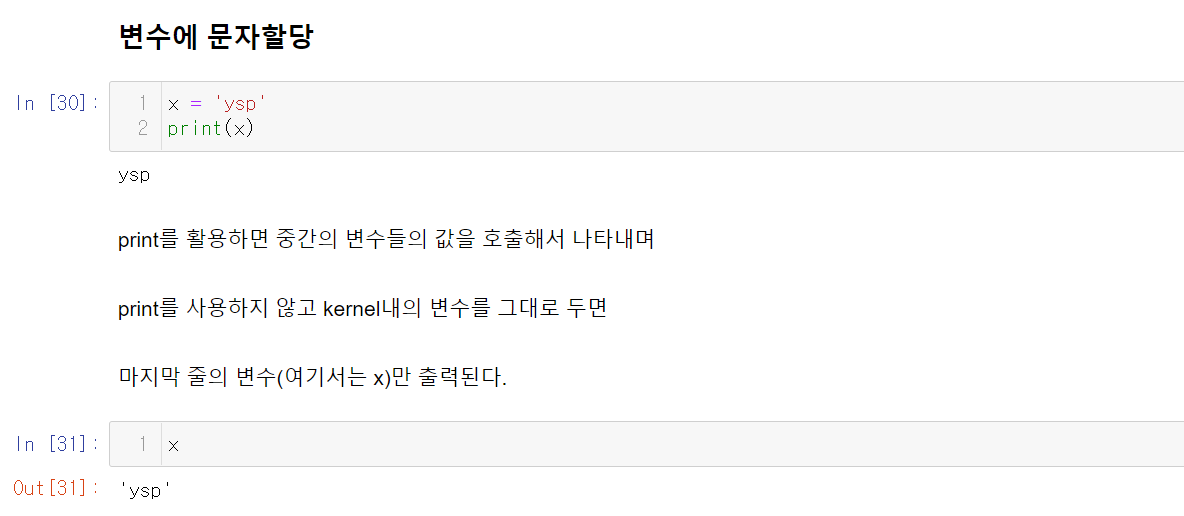 변수에 문자할당
In [30]:
1 x = 'ysp'
2 print(x)
ysp
print를 활용하면 중간의 변수들의 값을 호출해서 나타내며
print를 사용하지 않고 kernel내의 변수를 그대로 두면
마지막 줄의 변수(여기서는 x)만 출력된다.
In [31]:
1 x
Out[31]: 'ysp'